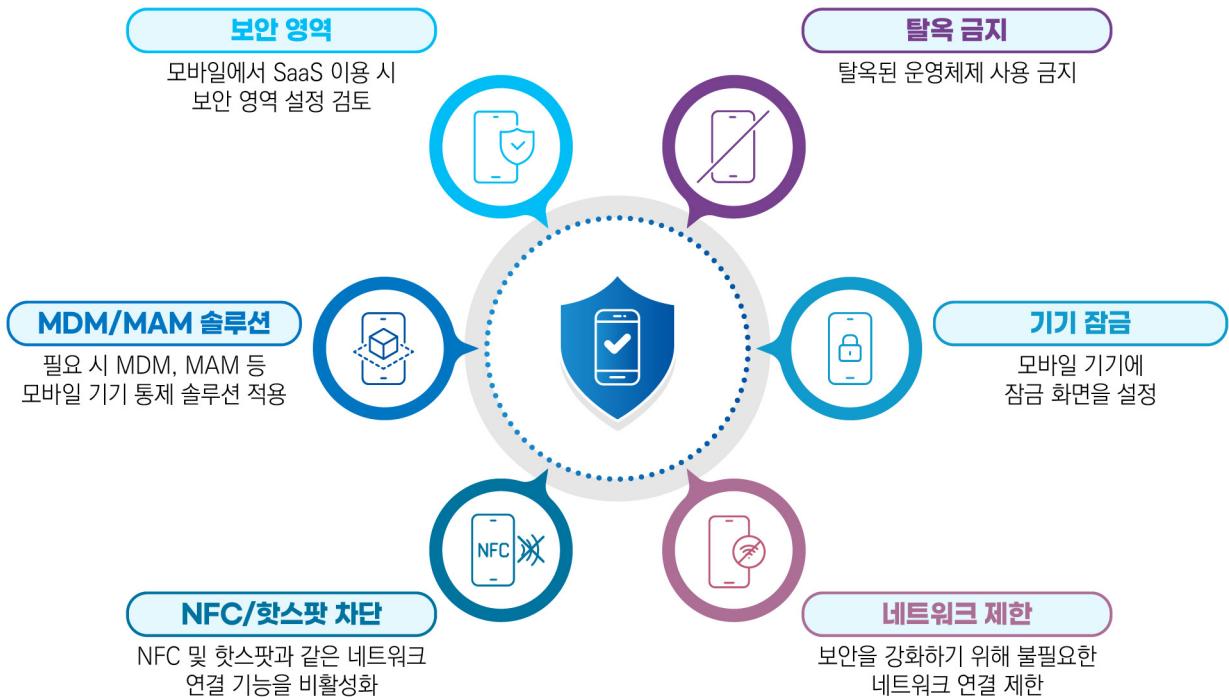 보안 영역
모바일에서 SaaS 이용 시
보안 영역 설정 검토
탈옥 금지
탈옥된 운영체제 사용 금지
MDM/MAM 솔루션
필요 시 MDM, MAM 등
모바일 기기 통제 솔루션 적용
기기 잠금
모바일 기기에
잠금 화면을 설정
NFC
NFC/핫스팟 차단
NFC 및 핫스팟과 같은 네트워크
연결 기능을 비활성화
네트워크 제한
보안을 강화하기 위해 불필요한
네트워크 연결 제한